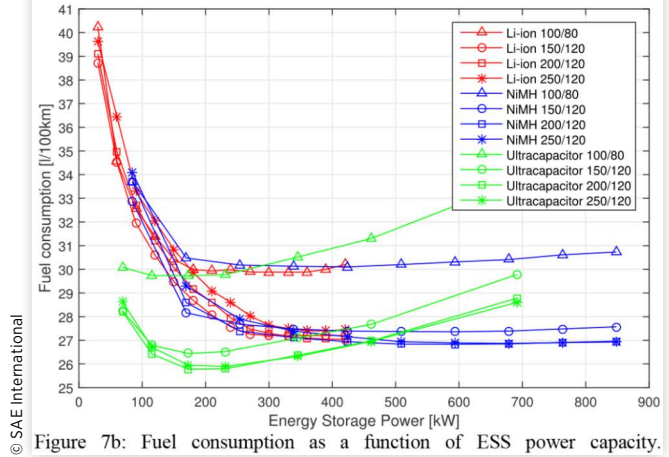 41
40
39
38
37
36
35
34
33
32
31
30
29
28
27
26
25
Fuel consumption [l/100km]
0 100 200 300 400 500 600 700 800 900
Energy Storage Power [kW]
Li-ion 100/80
Li-ion 150/120
Li-ion 200/120
Li-ion 250/120
NiMH 100/80
NiMH 150/120
NiMH 200/120
NiMH 250/120
Ultracapacitor 100/80
Ultracapacitor 150/120
Ultracapacitor 200/120
Ultracapacitor 250/120
© SAE International
Figure 7b: Fuel consumption as a function of ESS power capacity.